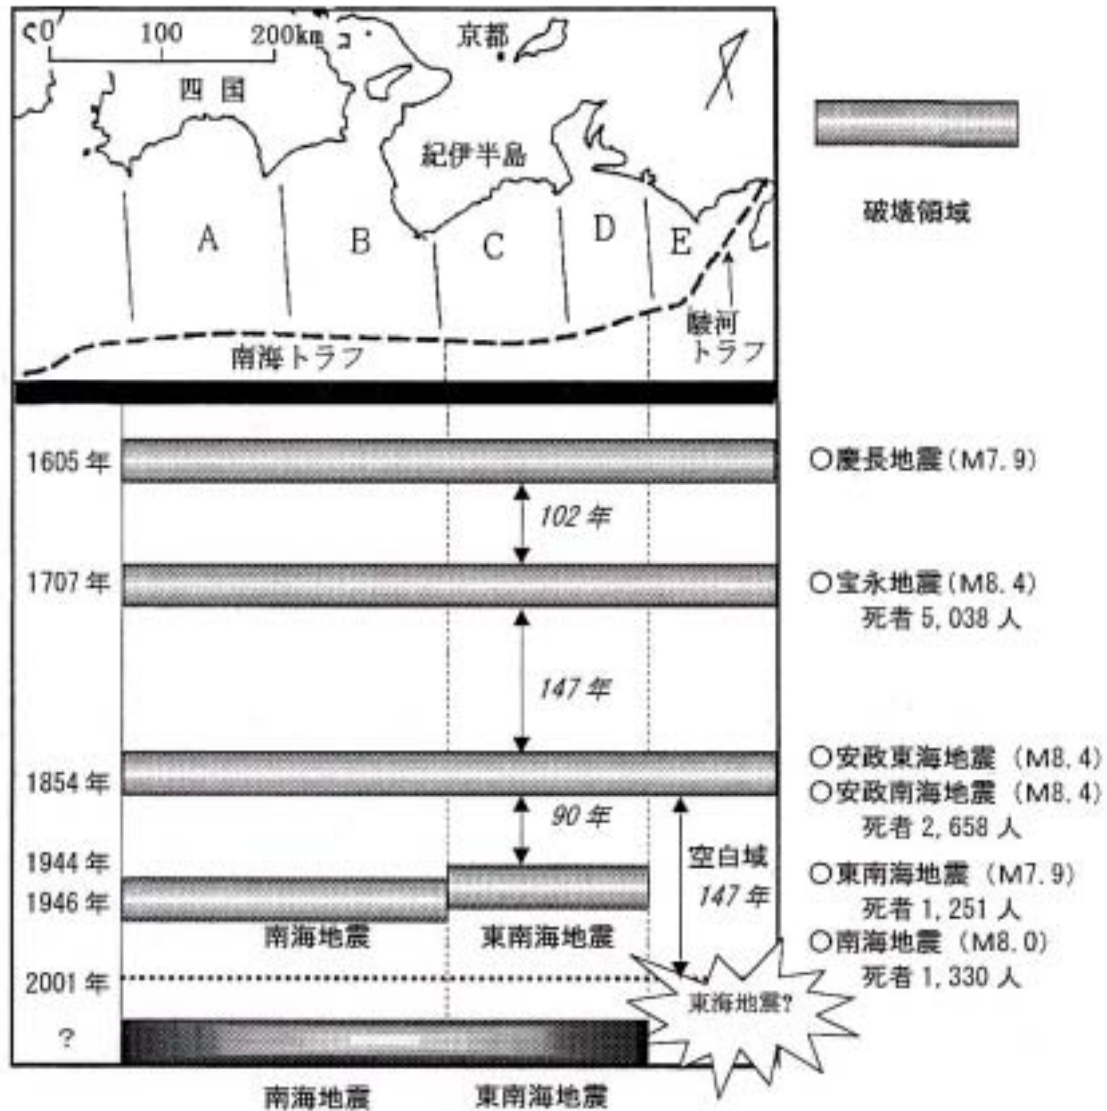 0 100 200km
京都
四国
紀伊半島
A B C D E
南海トラフ
駿河
トラフ
破壊領域
1605年
○慶長地震(M7.9)
102年
1707年
○宝永地震(M8.4)
死者5,038人
147年
1854年
○安政東海地震(M8.4)
○安政南海地震(M8.4)
死者2,658人
90年
1944年
1946年
空白域
147年
○東南海地震(M7.9)
死者1,251人
○南海地震(M8.0)
死者1,330人
南海地震 東南海地震
2001年
東海地震?
?
南海地震 東南海地震